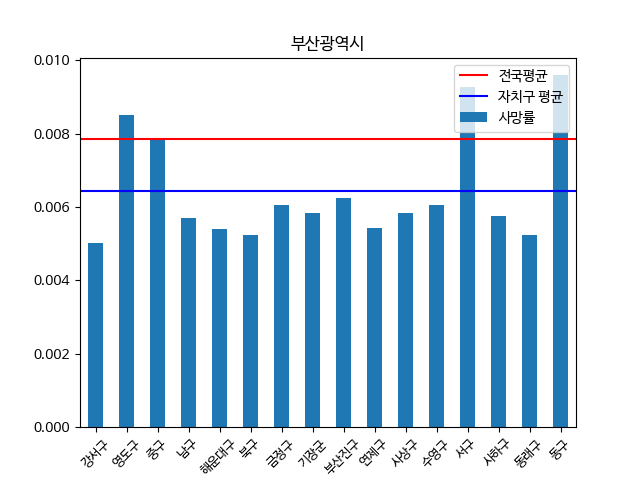 부산광역시
0.010
0.008
0.006
0.004
0.002
0.000
전국평균
자치구 평균
사망률
강서구
영도구
중구
남구
해운대구
북구
금정구
기장군
부산진구
연제구
사상구
수영구
서구
사하구
동래구
동구